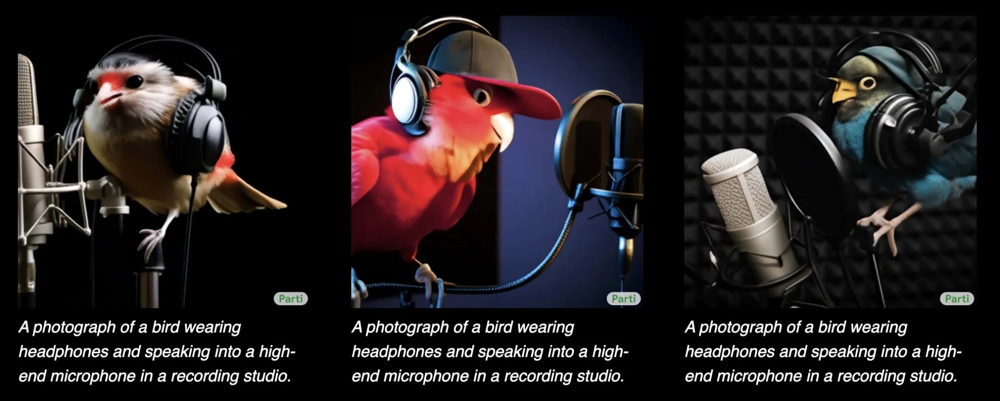 Parti
Parti
Parti
A photograph of a bird wearing
headphones and speaking into a high-
end microphone in a recording studio.
A photograph of a bird wearing
headphones and speaking into a high-
end microphone in a recording studio.
A photograph of a bird wearing
headphones and speaking into a high-
end microphone in a recording studio.